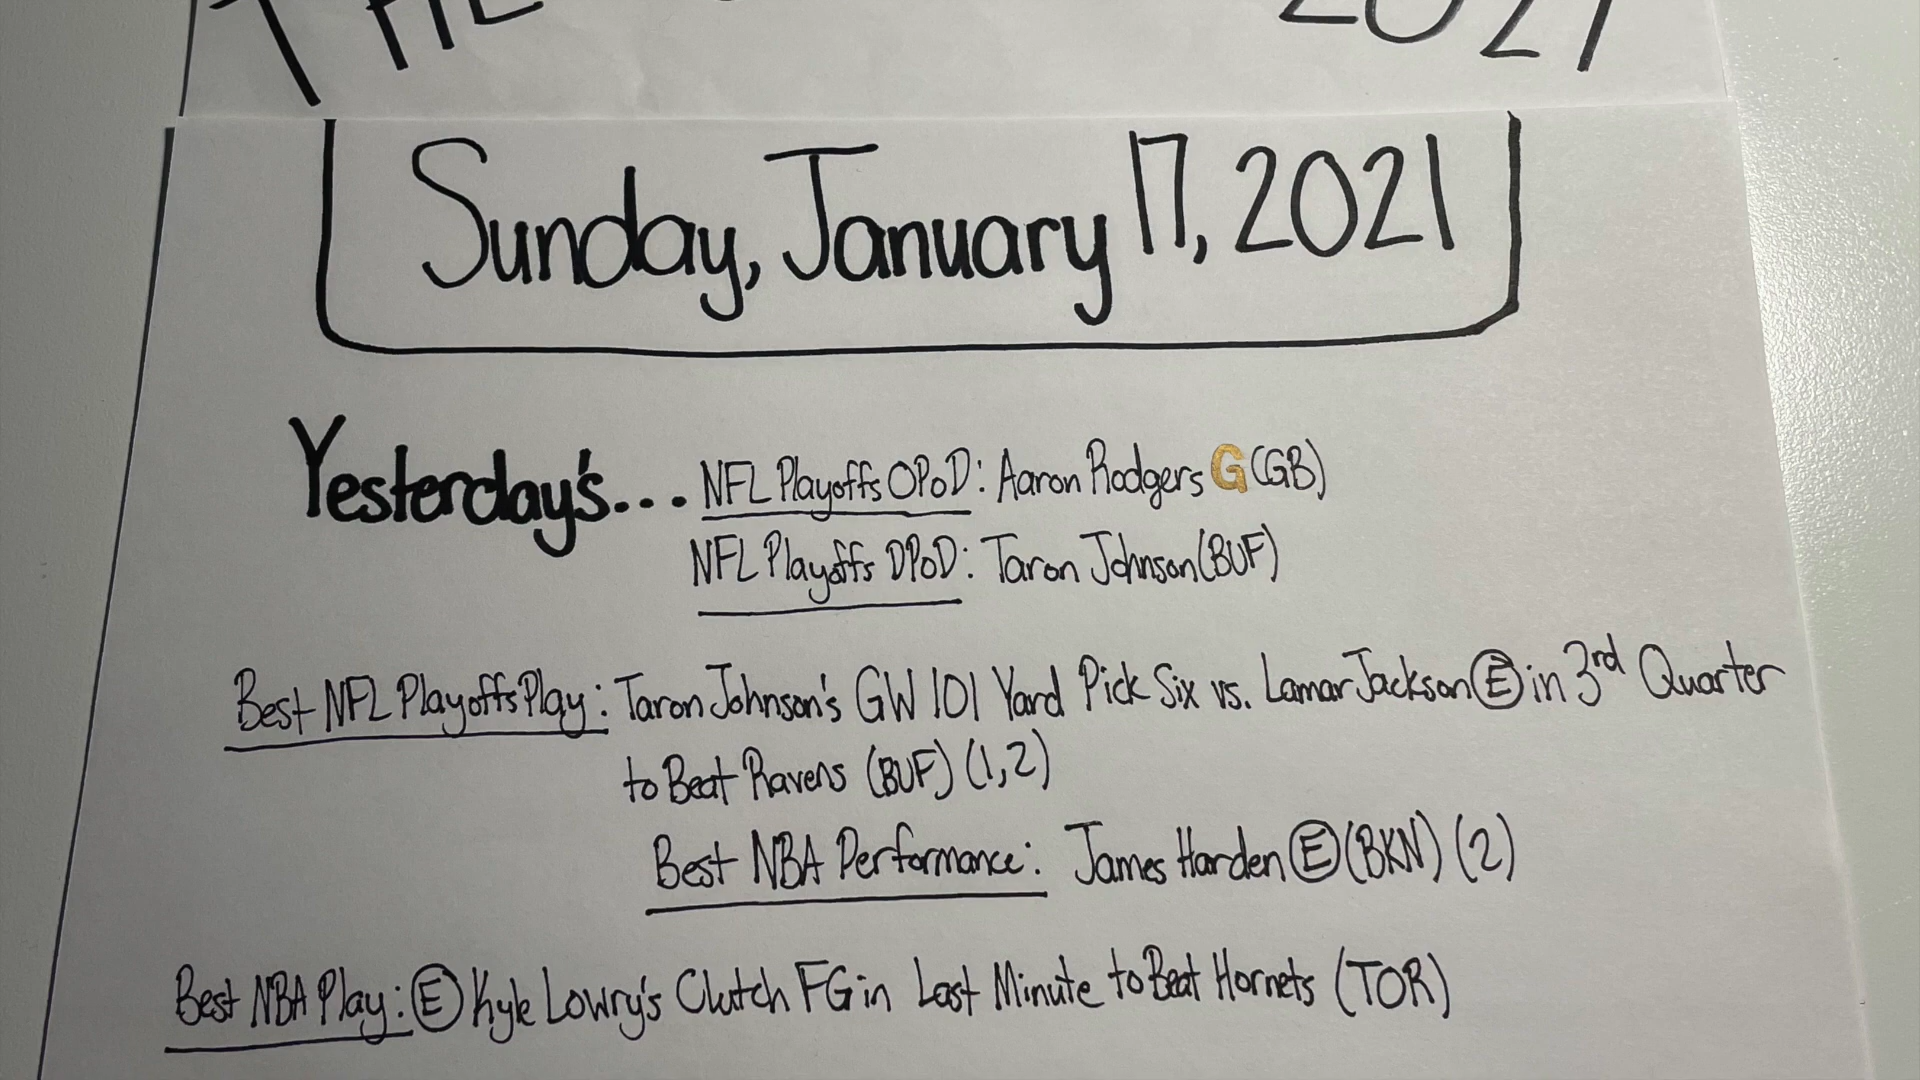 2021
Sunday, January 17, 2021
Yesterday's... NFL Playoffs OPoD: Aaron Rodgers G (GB)
NFL Playoffs DPoD: Taron Johnson (BUF)
Best NFL Playoffs Play: Taron Johnson's GW 101 Yard Pick Six vs. Lamar Jackson Ⓔ in 3rd Quarter
to Beat Ravens (BUF) (1,2)
Best NBA Performance: James Harden Ⓔ (BKN) (2)
Best NBA Play: Ⓔ Kyle Lowry's Clutch FG in Last Minute to Beat Hornets (TOR)